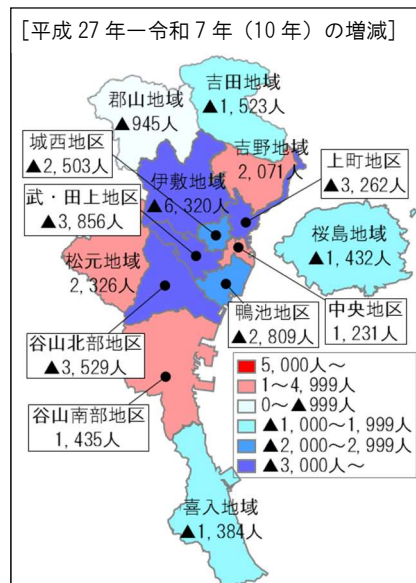 [平成27年ー令和7年（10年）の増減]
吉田地域
▲1,523人
郡山地域
▲945人
城西地区
▲2,503人
吉野地域
2,071人
上町地区
▲3,262人
伊敷地域
▲6,320人
武・田上地区
▲3,856人
桜島地域
▲1,432人
松元地域
2,326人
中央地区
1,231人
鴨池地区
▲2,809人
谷山北部地区
▲3,529人
谷山南部地区
1,435人
5,000人～
1～4,999人
0～▲999人
▲1,000～1,999人
▲2,000～2,999人
▲3,000人～
喜入地域
▲1,384人